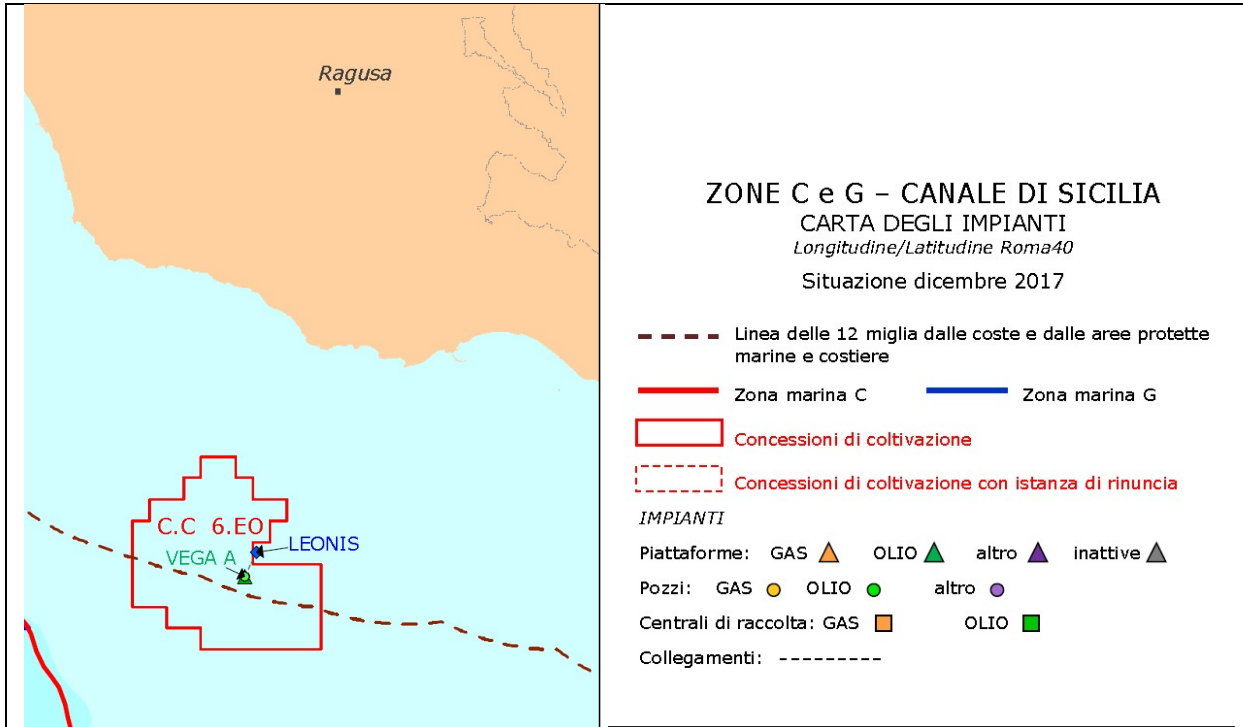 Ragusa
C.C 6.EO
LEONIS
VEGA A
ZONE C e G – CANALE DI SICILIA
CARTA DEGLI IMPIANTI
Longitudine/Latitudine Roma40
Situazione dicembre 2017
Linea delle 12 miglia dalle coste e dalle aree protette
marine e costiere
Zona marina C Zona marina G
Concessioni di coltivazione
Concessioni di coltivazione con istanza di rinuncia
IMPIANTI
Piattaforme: GAS OLIO altro inattive
Pozzi: GAS OLIO altro
Centrali di raccolta: GAS OLIO
Collegamenti: